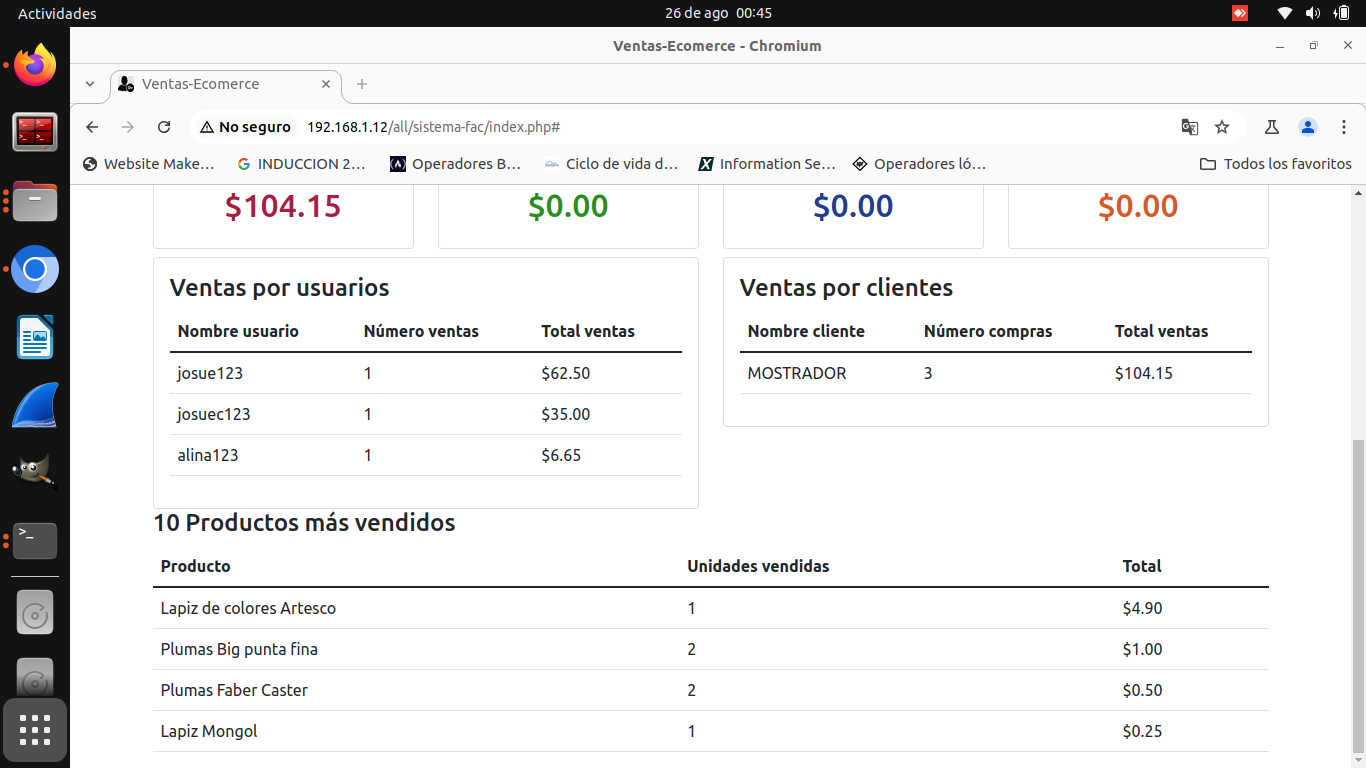 Actividades
26 de ago 00:45
Ventas-Ecomerce - Chromium
Ventas-Ecomerce
No seguro 192.168.1.12/all/sistema-fac/index.php#
Website Make… INDUCCION 2… Operadores B… Ciclo de vida d… Information Se… Operadores ló… Todos los favoritos
$104.15 $0.00 $0.00 $0.00
Ventas por usuarios
Nombre usuario Número ventas Total ventas
josue123 1 $62.50
josuec123 1 $35.00
alina123 1 $6.65
Ventas por clientes
Nombre cliente Número compras Total ventas
MOSTRADOR 3 $104.15
10 Productos más vendidos
Producto Unidades vendidas Total
Lapiz de colores Artesco 1 $4.90
Plumas Big punta fina 2 $1.00
Plumas Faber Caster 2 $0.50
Lapiz Mongol 1 $0.25